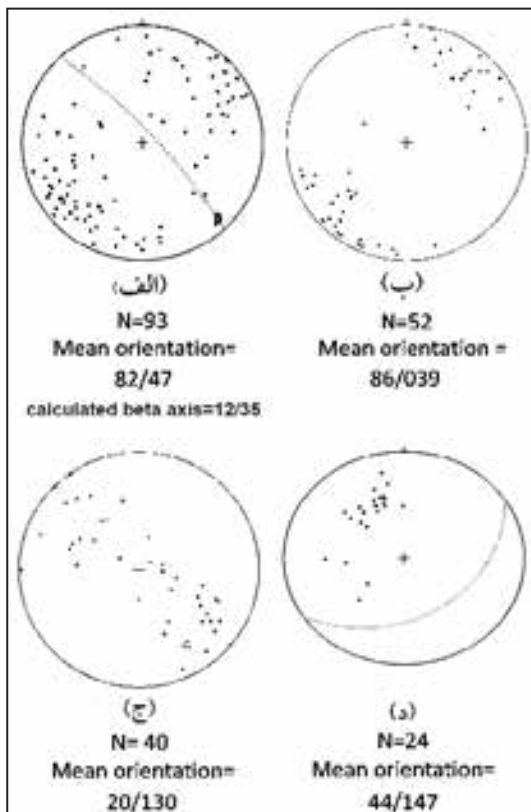 (الف)
(ب)
N=93
N=52
Mean orientation=
Mean orientation =
82/47
86/039
calculated beta axis=12/35
(ج)
(د)
N= 40
N=24
Mean orientation=
Mean orientation=
20/130
44/147